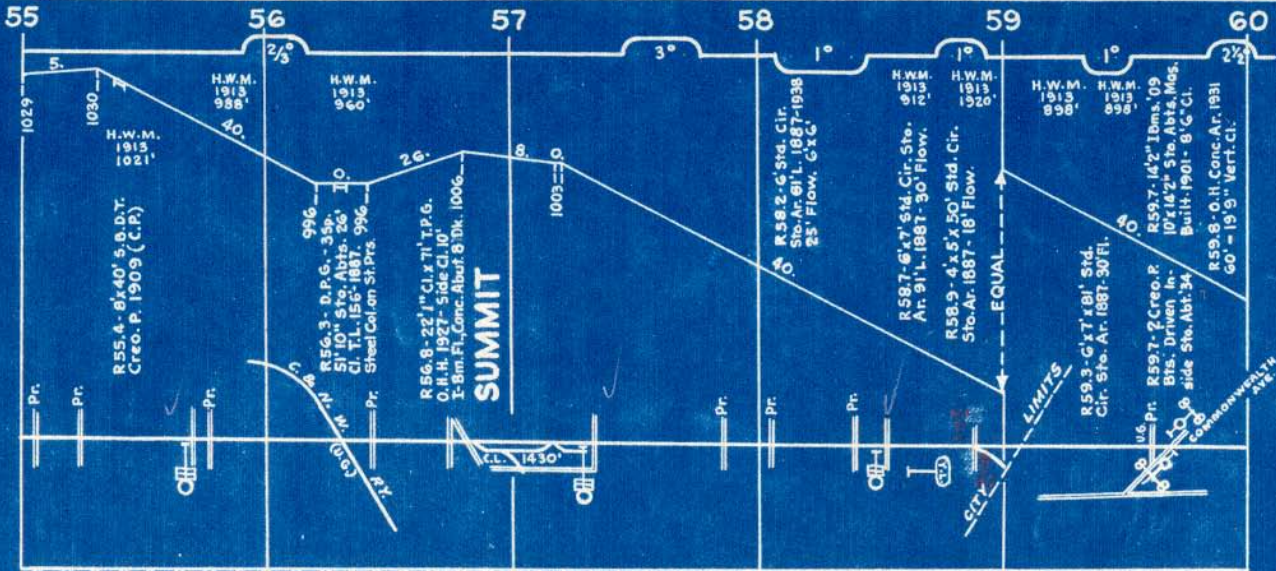 55
56
57
58
59
60
2/3°
3°
1°
1°
1°
2½°
5.
1029
1030
H.W.M.
1913
1021'
H.W.M.
1913
988'
40.
H.W.M.
1913
960'
0.
996
996
26.
1006
8.
0.
1003
40.
H.W.M.
1913
912'
H.W.M.
1913
1920'
EQUAL
H.W.M.
1913
898'
H.W.M.
1913
898'
40.
R55.4 - 8'x40' S.B.D.T.
Creo. P. 1909 (C.P.)
R56.3 - D.P.G. - 3 Sp.
51' 10" Sto. Abts. 26'
Cl. T.L. 156' - 1887.
Steel Col. on St. Prs.
R56.8 - 22' 1" Cl. x 71' T.P.G.
O.H.H. 1927 - Side Cl. 10'
I-Bm. Fl., Conc. Abut. 8" Dk.
SUMMIT
R58.2 - 6' Std. Cir.
Sto. Ar. 81' L. 1887-1938
25' Flow. 6'x6'
R58.7 - 6'x7' Std. Cir. Sto.
Ar. 91' L. 1887 - 30' Flow.
R58.9 - 4'x5'x50' Std. Cir.
Sto. Ar. 1887 - 18' Flow.
R59.3 - 6'x7'x81' Std.
Cir. Sto. Ar. 1887 - 30' Fl.
R59.7 - 2 Creo. P.
Bts. Driven In-
side Sto. Abt. 34
R59.7 - 14' 2" I Bms. '09
10'x14' 2" Sto. Abts. Mas.
Built - 1901 - 8' 6" Cl.
R59.8 - O.H. Conc. Ar. 1931
60' - 19' 9" Vert. Cl.
Pr.
Pr.
Pr.
C. & N. W. RY.
(U.G.)
Pr.
Pr.
C.L. 1430'
Pr.
Pr.
Pr.
Pr.
Y.L.
CITY LIMITS
U.G.
Pr.
COMMONWEALTH
AVE.